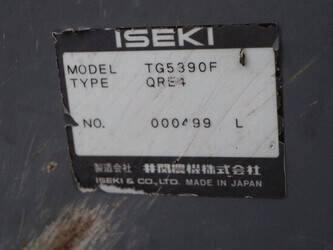 ISEKI
MODEL TG5390F
TYPE QRE4
NO. 000499 L
製造会社 井関農機株式会社
ISEKI & CO., LTD. MADE IN JAPAN